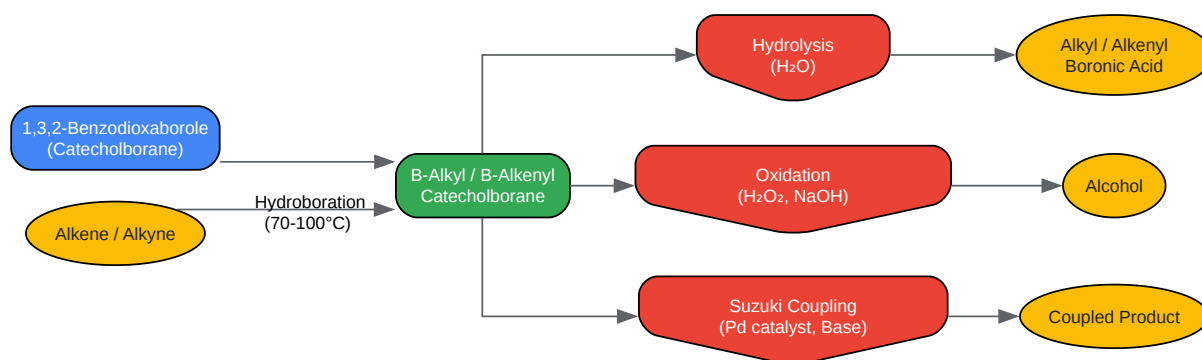 1,3,2-Benzodioxaborole
(Catecholborane)
Alkene / Alkyne
Hydroboration
(70-100°C)
B-Alkyl / B-Alkenyl
Catecholborane
Hydrolysis
(H₂O)
Alkyl / Alkenyl
Boronic Acid
Oxidation
(H₂O₂, NaOH)
Alcohol
Suzuki Coupling
(Pd catalyst, Base)
Coupled Product